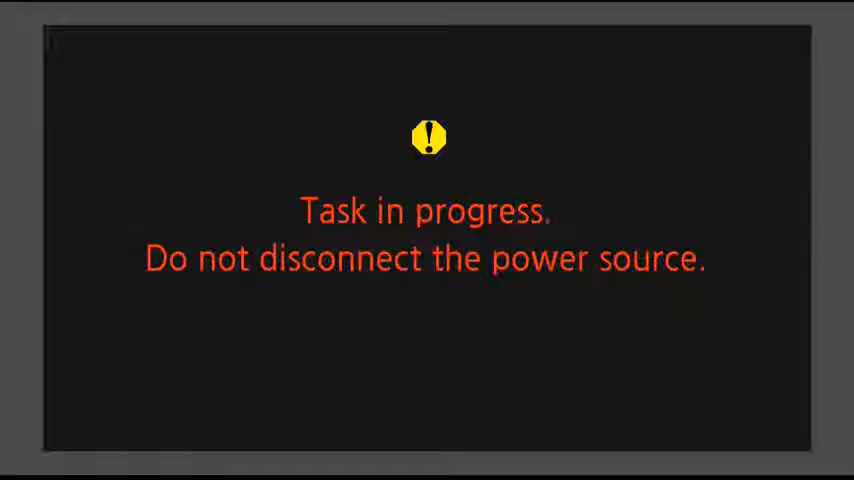 Task in progress.
Do not disconnect the power source.